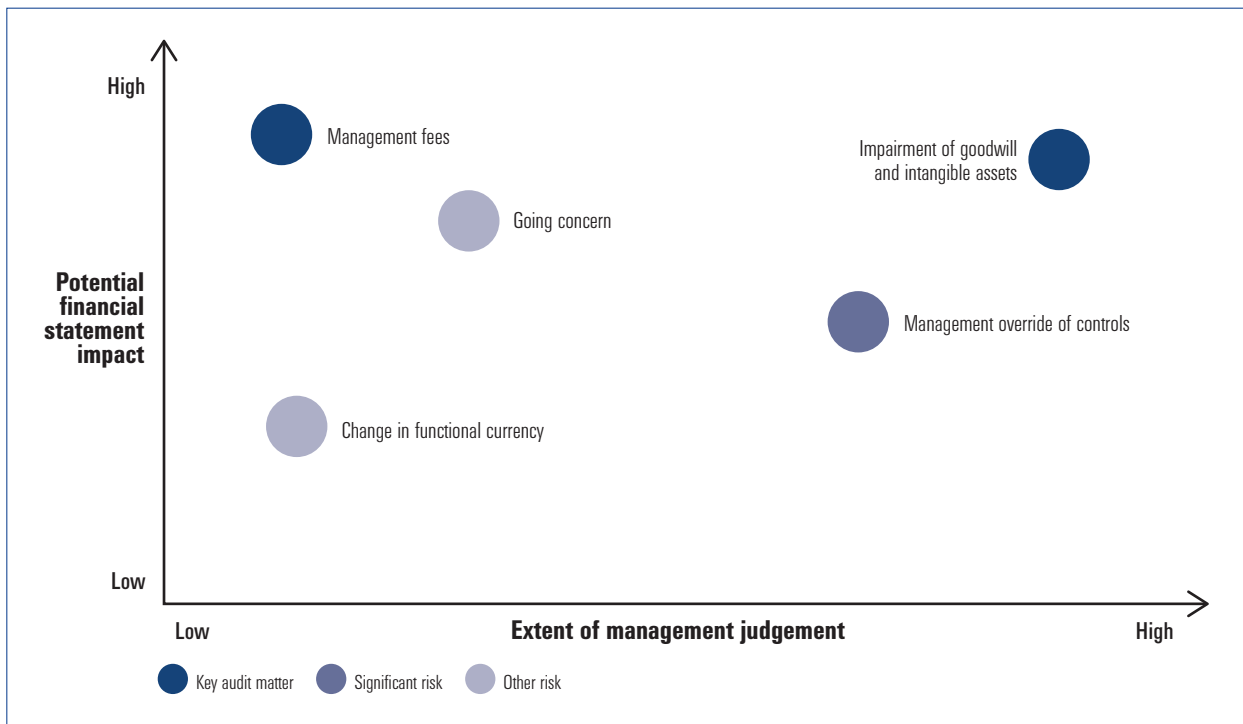 High
Management fees
Impairment of goodwill
and intangible assets
Going concern
Potential
financial
statement
impact
Management override of controls
Change in functional currency
Low
Low
Extent of management judgement
High
Key audit matter
Significant risk
Other risk